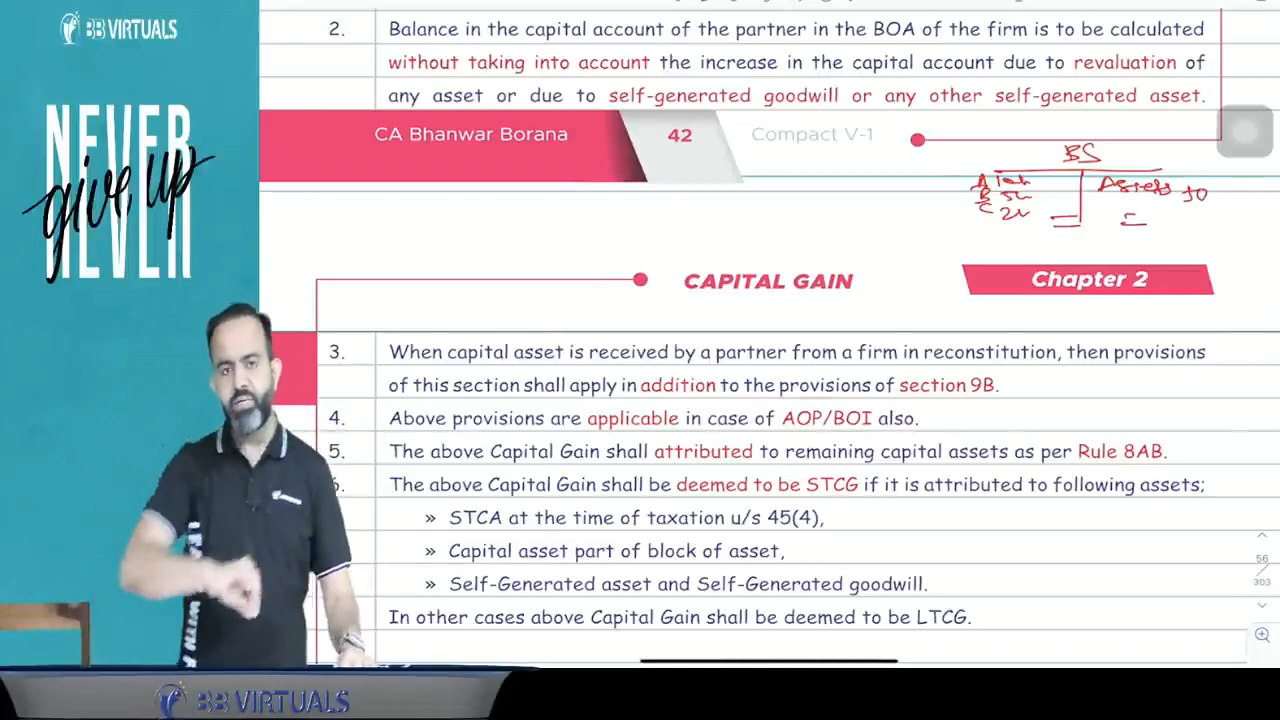 BB VIRTUALS
NEVER
give up
NEVER
2. Balance in the capital account of the partner in the BOA of the firm is to be calculated
without taking into account the increase in the capital account due to revaluation of
any asset or due to self-generated goodwill or any other self-generated asset.
CA Bhanwar Borana 42 Compact V-1
BS
A
B
C
Assets 10
CAPITAL GAIN Chapter 2
3. When capital asset is received by a partner from a firm in reconstitution, then provisions
of this section shall apply in addition to the provisions of section 9B.
4. Above provisions are applicable in case of AOP/BOI also.
5. The above Capital Gain shall attributed to remaining capital assets as per Rule 8AB.
The above Capital Gain shall be deemed to be STCG if it is attributed to following assets;
» STCA at the time of taxation u/s 45(4),
» Capital asset part of block of asset,
» Self-Generated asset and Self-Generated goodwill.
In other cases above Capital Gain shall be deemed to be LTCG.
56
303
BB VIRTUALS